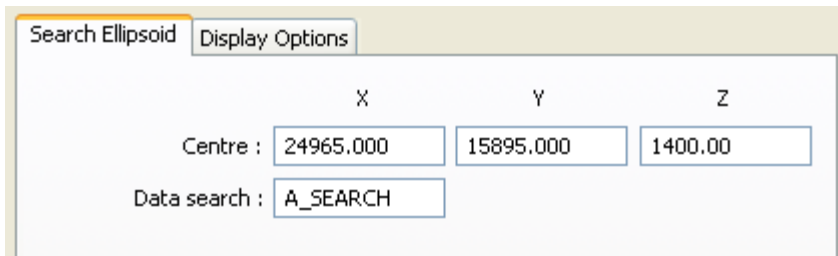 Search Ellipsoid Display Options
X Y Z
Centre : 24965.000 15895.000 1400.00
Data search : A_SEARCH